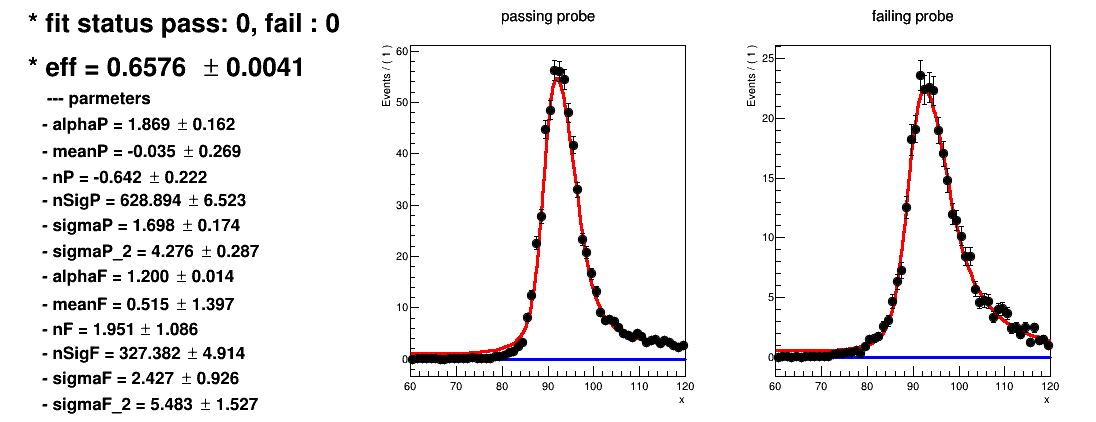 * fit status pass: 0, fail : 0
* eff = 0.6576 ± 0.0041
--- parmeters
- alphaP = 1.869 ± 0.162
- meanP = -0.035 ± 0.269
- nP = -0.642 ± 0.222
- nSigP = 628.894 ± 6.523
- sigmaP = 1.698 ± 0.174
- sigmaP_2 = 4.276 ± 0.287
- alphaF = 1.200 ± 0.014
- meanF = 0.515 ± 1.397
- nF = 1.951 ± 1.086
- nSigF = 327.382 ± 4.914
- sigmaF = 2.427 ± 0.926
- sigmaF_2 = 5.483 ± 1.527
passing probe
Events / ( 1 )
60
50
40
30
20
10
0
60 70 80 90 100 110 120
x
failing probe
Events / ( 1 )
25
20
15
10
5
0
60 70 80 90 100 110 120
x